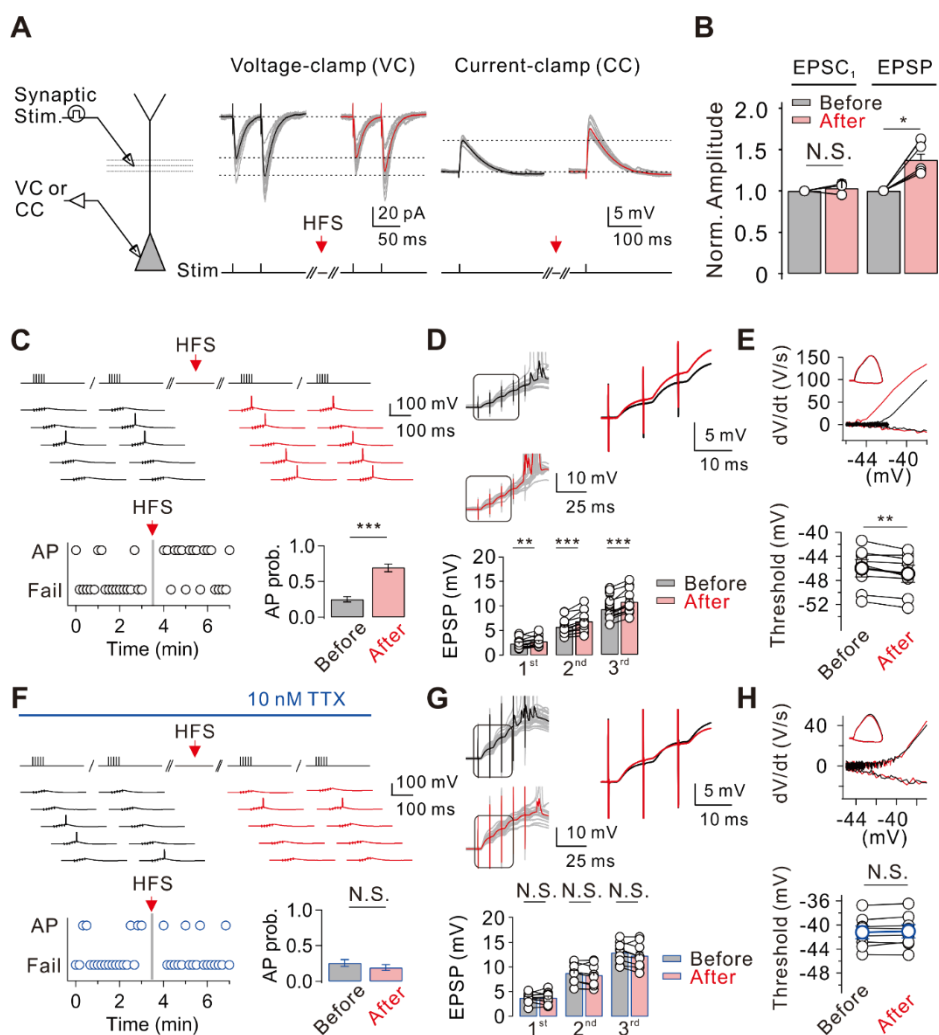 A
Voltage-clamp (VC)
Current-clamp (CC)
Synaptic
Stim.
VC or
CC
20 pA
50 ms
HFS
5 mV
100 ms
Stim
B
EPSC1
EPSP
Before
After
N.S.
*
Norm. Amplitude
2.0
1.5
1.0
0.5
0
C
HFS
100 mV
100 ms
HFS
AP
Fail
0 2 4 6
Time (min)
***
AP prob.
1.0
0.5
0.0
Before
After
D
10 mV
25 ms
5 mV
10 ms
** *** ***
EPSP (mV)
20
15
10
5
0
1st 2nd 3rd
Before
After
E
dV/dt (V/s)
150
100
50
0
-44 -40
(mV)
**
Threshold (mV)
-40
-44
-48
-52
Before
After
F
10 nM TTX
HFS
100 mV
100 ms
HFS
AP
Fail
0 2 4 6
Time (min)
N.S.
AP prob.
1.0
0.5
0.0
Before
After
G
10 mV
25 ms
5 mV
10 ms
N.S. N.S. N.S.
EPSP (mV)
20
15
10
5
0
1st 2nd 3rd
Before
After
H
dV/dt (V/s)
40
0
-44 -40
(mV)
N.S.
Threshold (mV)
-36
-40
-44
-48
Before
After